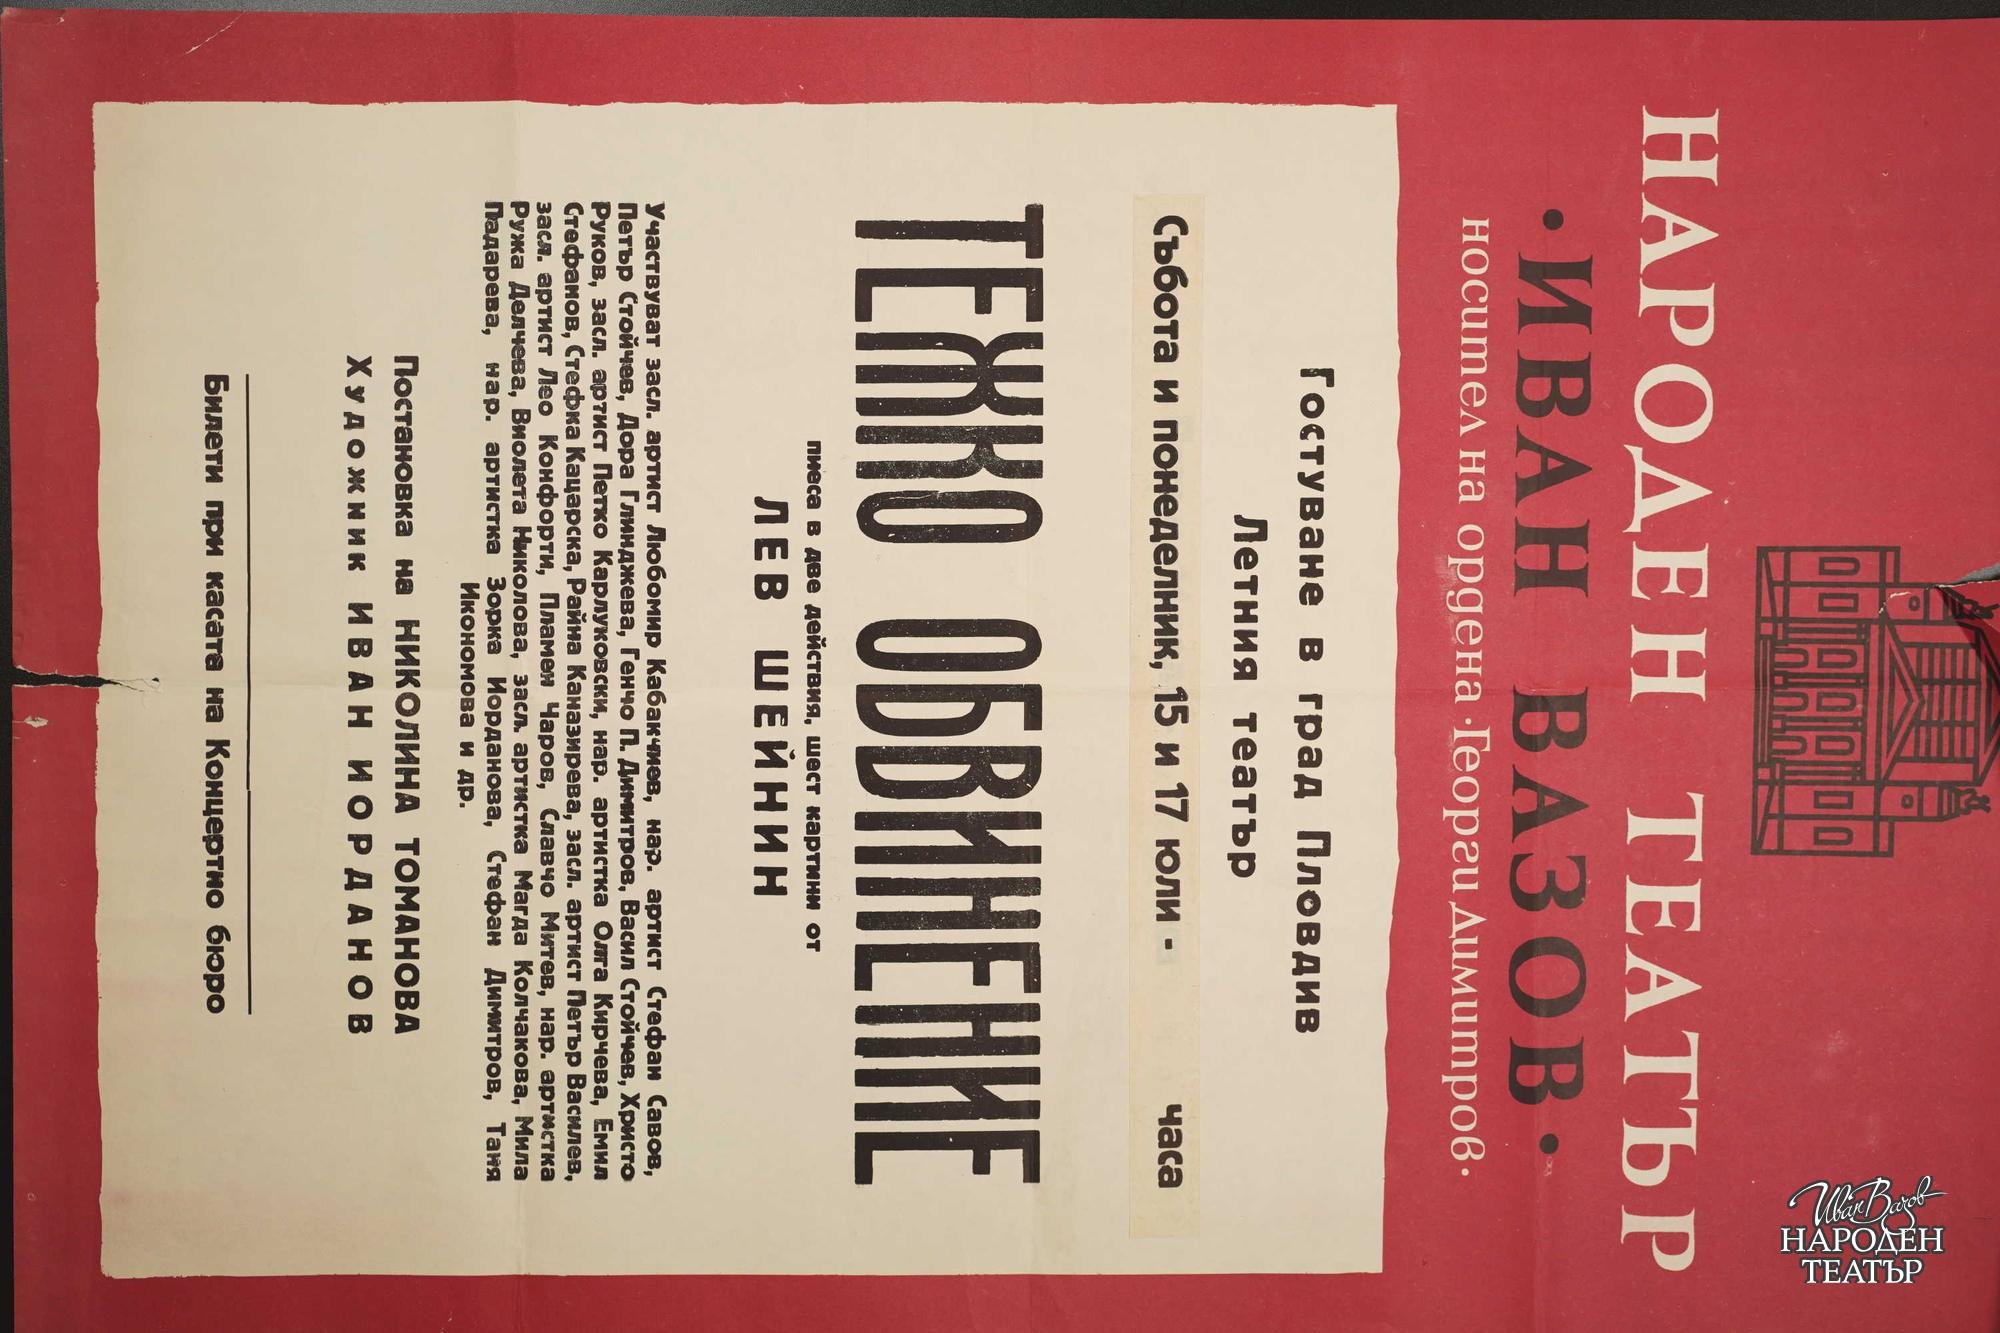 НАРОДЕН ТЕАТЪР
·ИВАН ВАЗОВ·
носител на ордена ·Георги Димитров·
Гостуване в град Пловдив
Летния театър
Събота и понеделник, 15 и 17 юли - часа
ТЕЖКО ОБВИНЕНИЕ
пиеса в две действия, шест картини от
ЛЕВ ШЕЙНИН
Участвуват засл. артист Любомир Кабакчиев, нар. артист Стефан Савов,
Петър Стойчев, Дора Глинджева, Генчо П. Димитров, Васил Стойчев, Христо
Руков, засл. артист Петко Карлуковски, нар. артистка Олга Кирчева, Емил
Стефанов, Стефка Кацарска, Райна Каназирева, засл. артист Петър Василев,
засл. артист Лео Конфорти, Пламен Чаров, Славчо Митев, нар. артистка
Ружа Делчева, Виолета Николова, засл. артистка Магда Колчакова, Мила
Падарева, нар. артистка Зорка Йорданова, Стефан Димитров, Таня
Икономова и др.
Постановка на НИКОЛИНА ТОМАНОВА
Художник ИВАН ЙОРДАНОВ
Билети при касата на Концертно бюро
Иван Вазов
НАРОДЕН
ТЕАТЪР